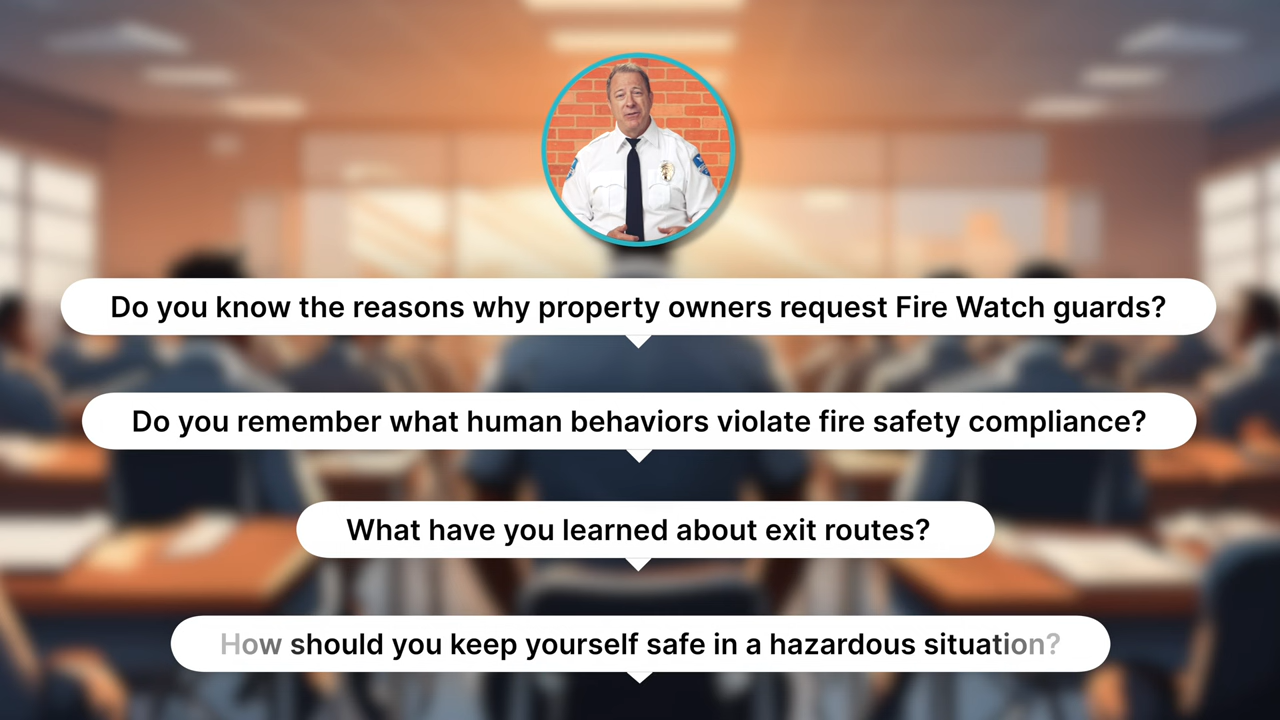 Do you know the reasons why property owners request Fire Watch guards?
Do you remember what human behaviors violate fire safety compliance?
What have you learned about exit routes?
How should you keep yourself safe in a hazardous situation?